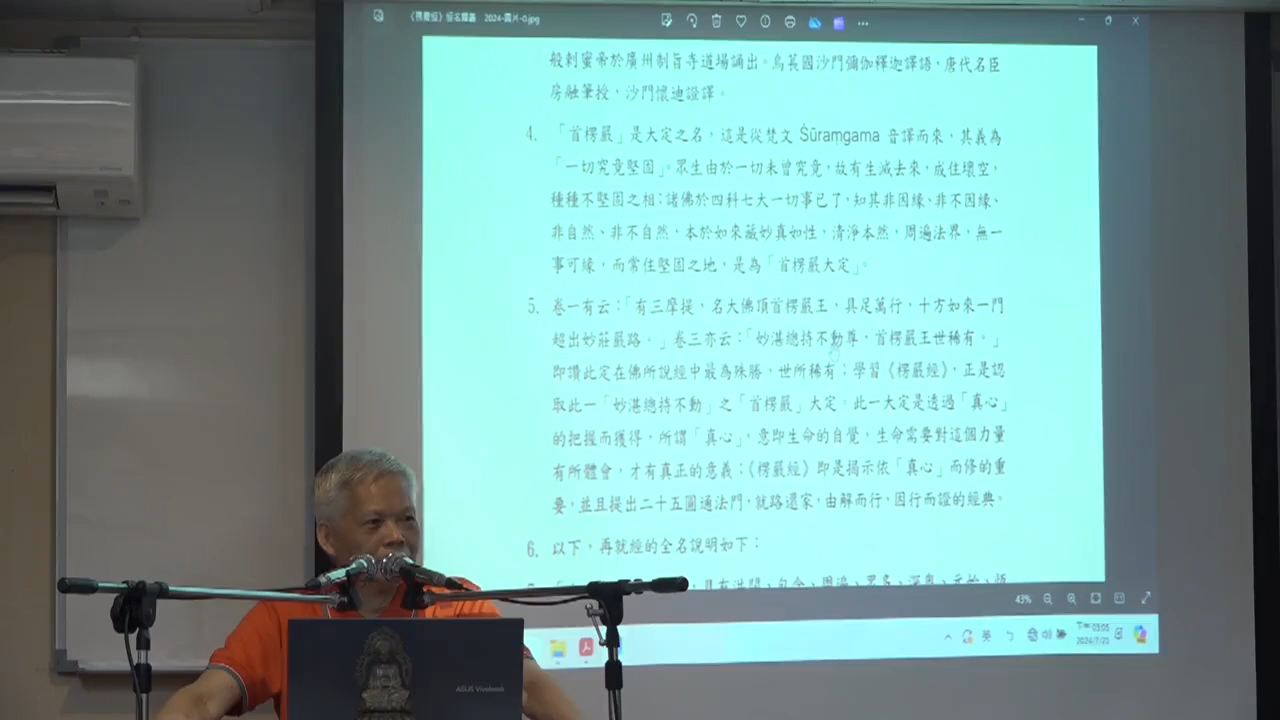 《楞嚴經》經名釋義 2024-圖片-0.jpg
般剌蜜帝於廣州制旨寺道場誦出。烏萇國沙門彌伽釋迦譯語，唐代名臣
房融筆授，沙門懷迪證譯。
4. 「首楞嚴」是大定之名，這是從梵文 Śūraṃgama 音譯而來，其義為
「一切究竟堅固」。眾生由於一切未曾究竟，故有生滅去來，成住壞空，
種種不堅固之相；諸佛於四科七大一切事已了，知其非因緣、非不因緣、
非自然、非不自然，本於如來藏妙真如性，清淨本然，周遍法界，無一
事可緣，而常住堅固之地，是為「首楞嚴大定」。
5. 卷一有云：「有三摩提，名大佛頂首楞嚴王，具足萬行，十方如來一門
超出妙莊嚴路。」卷三亦云：「妙湛總持不動尊，首楞嚴王世稀有。」
即讚此定在佛所說經中最為殊勝，世所稀有；學習《楞嚴經》，正是認
取此一「妙湛總持不動」之「首楞嚴」大定。此一大定是透過「真心」
的把握而獲得，所謂「真心」，意即生命的自覺，生命需要對這個力量
有所體會，才有真正的意義；《楞嚴經》即是揭示依「真心」而修的重
要，並且提出二十五圓通法門，就路還家，由解而行，因行而證的經典。
6. 以下，再就經的全名說明如下：
43%
英
下午 03:05
2024/7/21
ASUS Vivobook